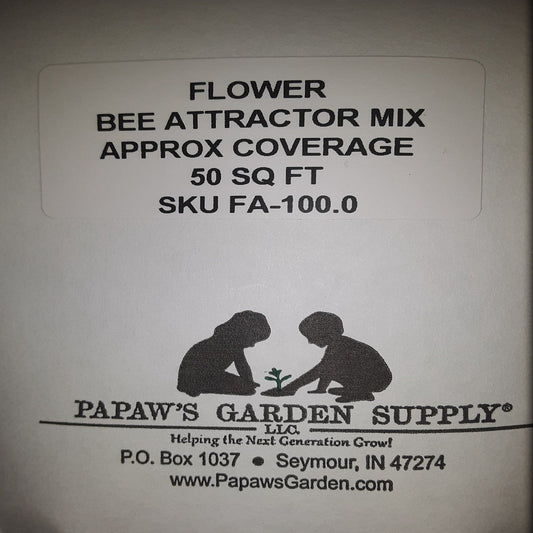 FLOWER
BEE ATTRACTOR MIX
APPROX COVERAGE
50 SQ FT
SKU FA-100.0
PAPAW'S GARDEN SUPPLY®
LLC.
Helping the Next Generation Grow!
P.O. Box 1037 ● Seymour, IN 47274
www.PapawsGarden.com